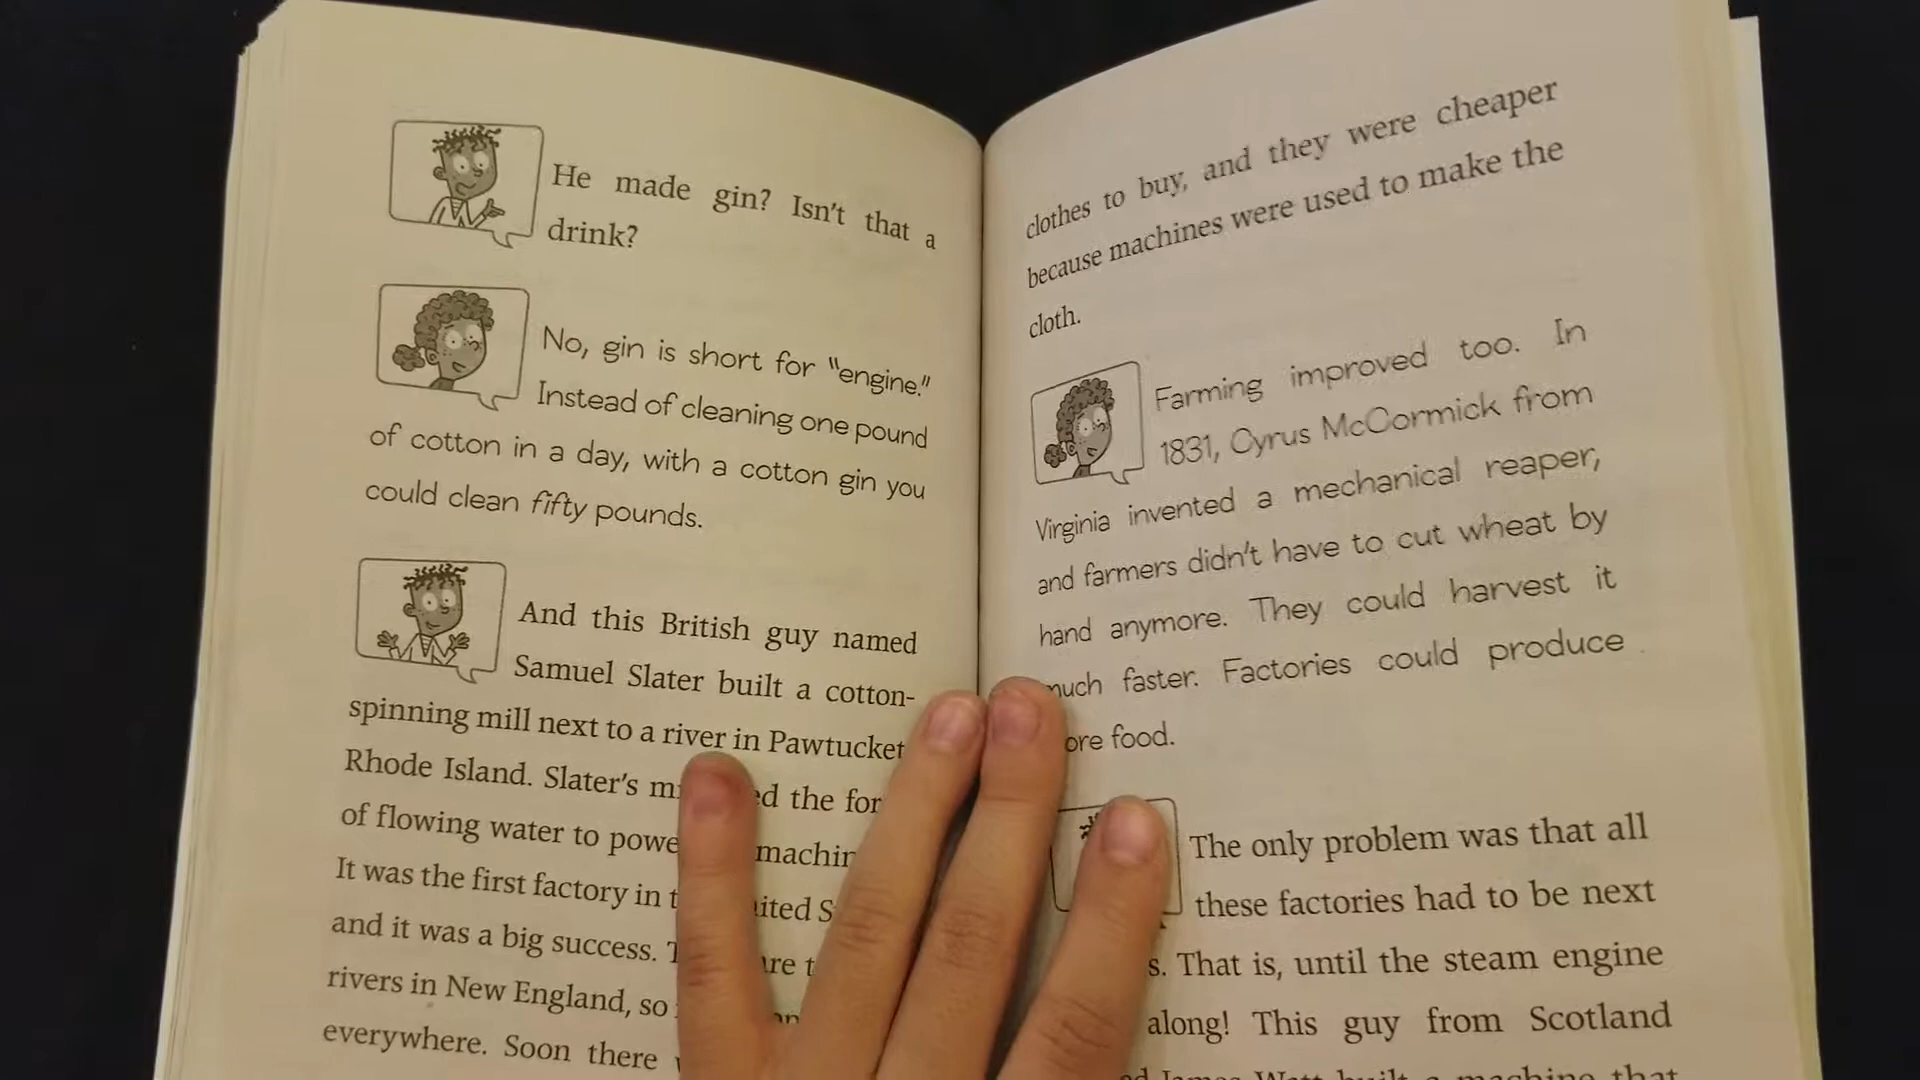 He made gin? Isn't that a
drink?
No, gin is short for "engine."
Instead of cleaning one pound
of cotton in a day, with a cotton gin you
could clean fifty pounds.
And this British guy named
Samuel Slater built a cotton-
spinning mill next to a river in Pawtucket
Rhode Island. Slater's the
of flowing water to
It was the first factory in
and it was a big success.
rivers in New England, so
everywhere. Soon there
clothes to buy, and they were cheaper
because machines were used to make the
cloth.
Farming improved too. In
1831, Cyrus McCormick from
Virginia invented a mechanical reaper,
and farmers didn't have to cut wheat by
hand anymore. They could harvest it
much faster. Factories could produce
food.
The only problem was that all
these factories had to be next
That is, until the steam engine
along! This guy from Scotland
James Watt built a machine that